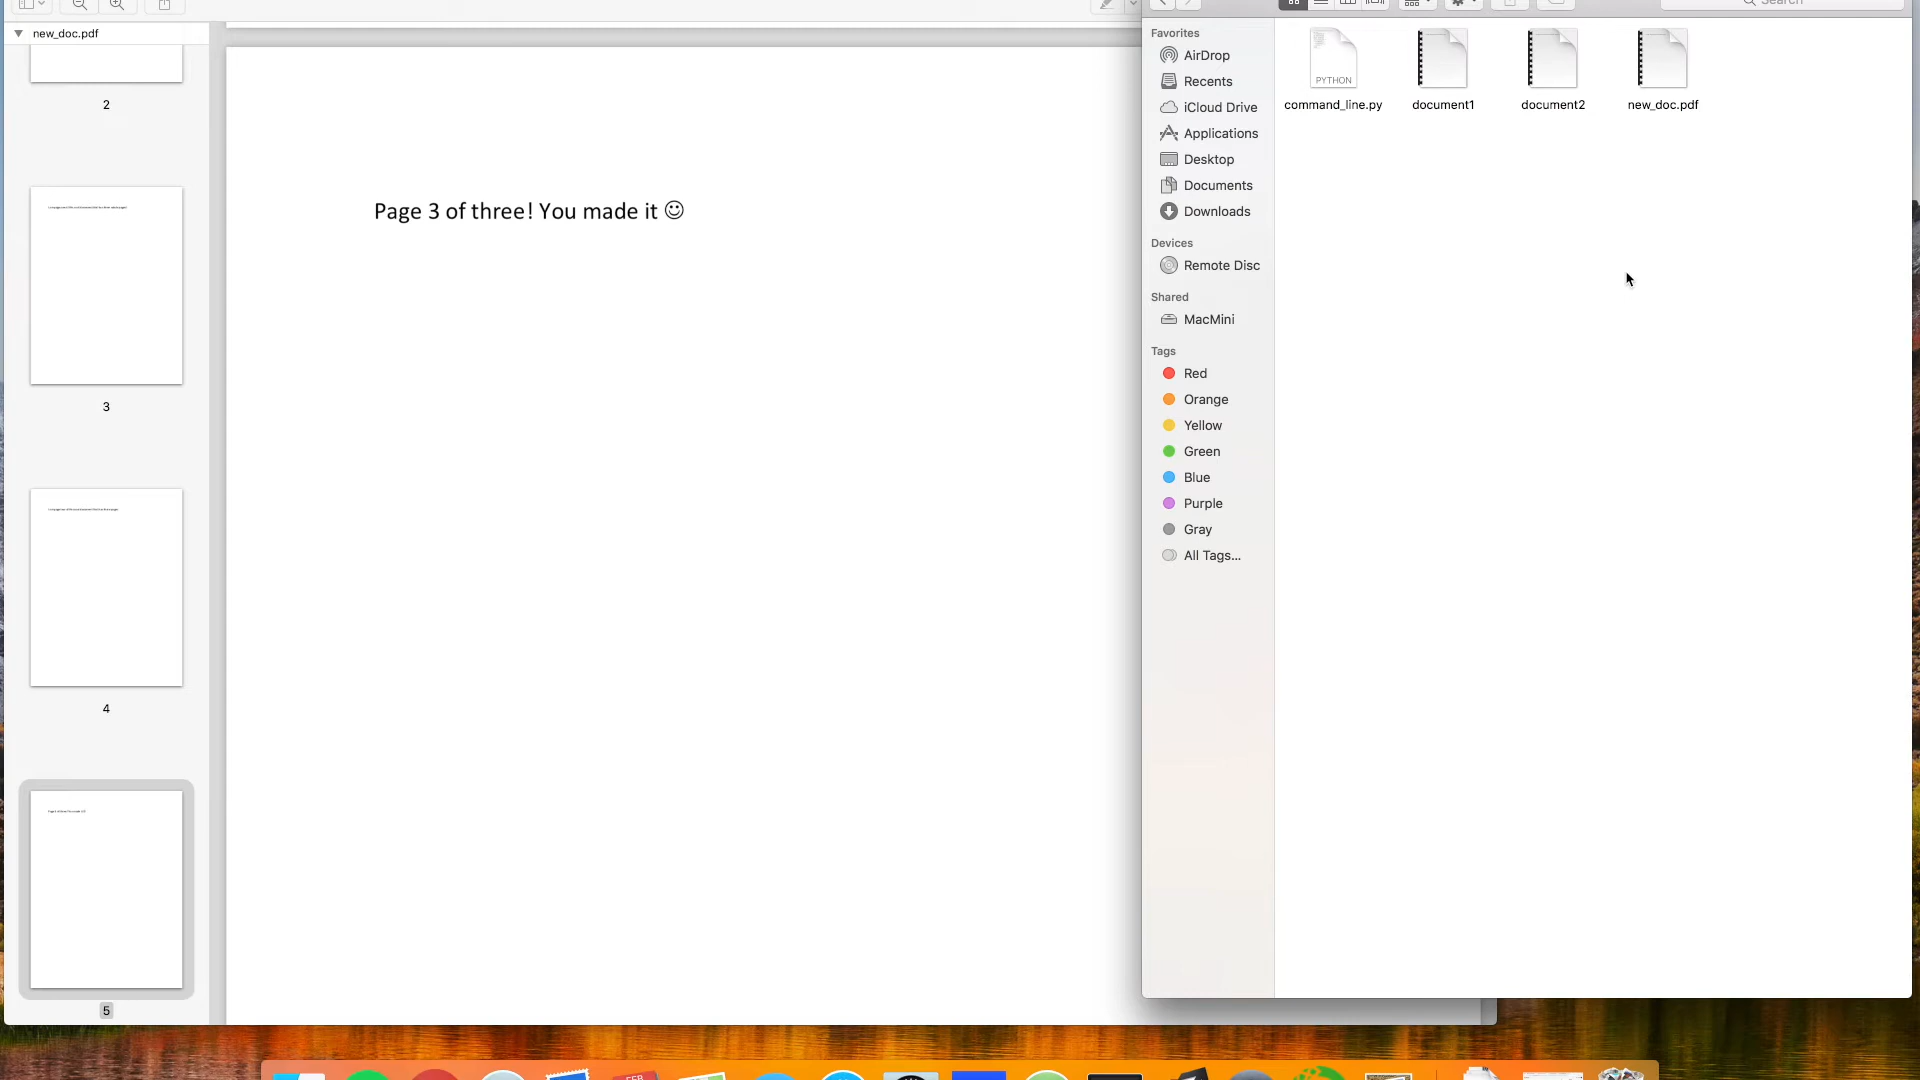 new_doc.pdf
2
3
4
5
Page 3 of three! You made it ☺
Search
Favorites
AirDrop
Recents
iCloud Drive
Applications
Desktop
Documents
Downloads
Devices
Remote Disc
Shared
MacMini
Tags
Red
Orange
Yellow
Green
Blue
Purple
Gray
All Tags...
PYTHON
command_line.py
document1
document2
new_doc.pdf
FEB